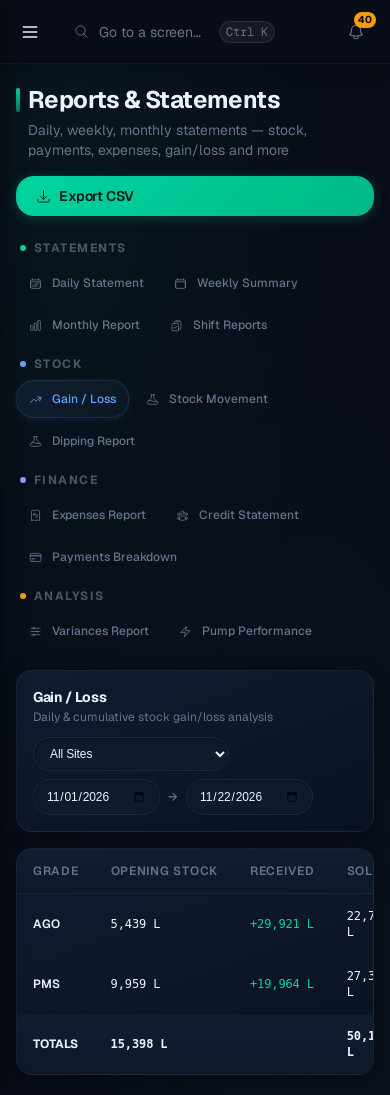 Go to a screen... Ctrl K 40
Reports & Statements
Daily, weekly, monthly statements — stock,
payments, expenses, gain/loss and more
Export CSV
STATEMENTS
Daily Statement Weekly Summary
Monthly Report Shift Reports
STOCK
Gain / Loss Stock Movement
Dipping Report
FINANCE
Expenses Report Credit Statement
Payments Breakdown
ANALYSIS
Variances Report Pump Performance
Gain / Loss
Daily & cumulative stock gain/loss analysis
All Sites
11/01/2026 → 11/22/2026
GRADE OPENING STOCK RECEIVED
AGO 5,439 L +29,921 L
L
PMS 9,959 L +19,964 L
L
TOTALS 15,398 L
L